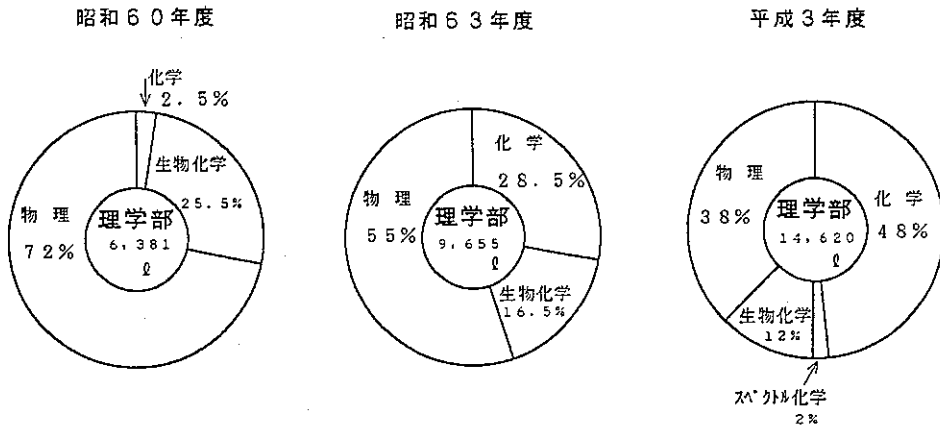 昭和６０年度
化学
２．５％
生物化学
２５．５％
物理
７２％
理学部
６，３８１
ℓ
昭和６３年度
化学
２８．５％
物理
５５％
理学部
９，６５５
ℓ
生物化学
１６．５％
平成３年度
物理
３８％
理学部
１４，６２０
ℓ
化学
４８％
生物化学
１２％
ｽﾍﾟｸﾄﾙ化学
２％